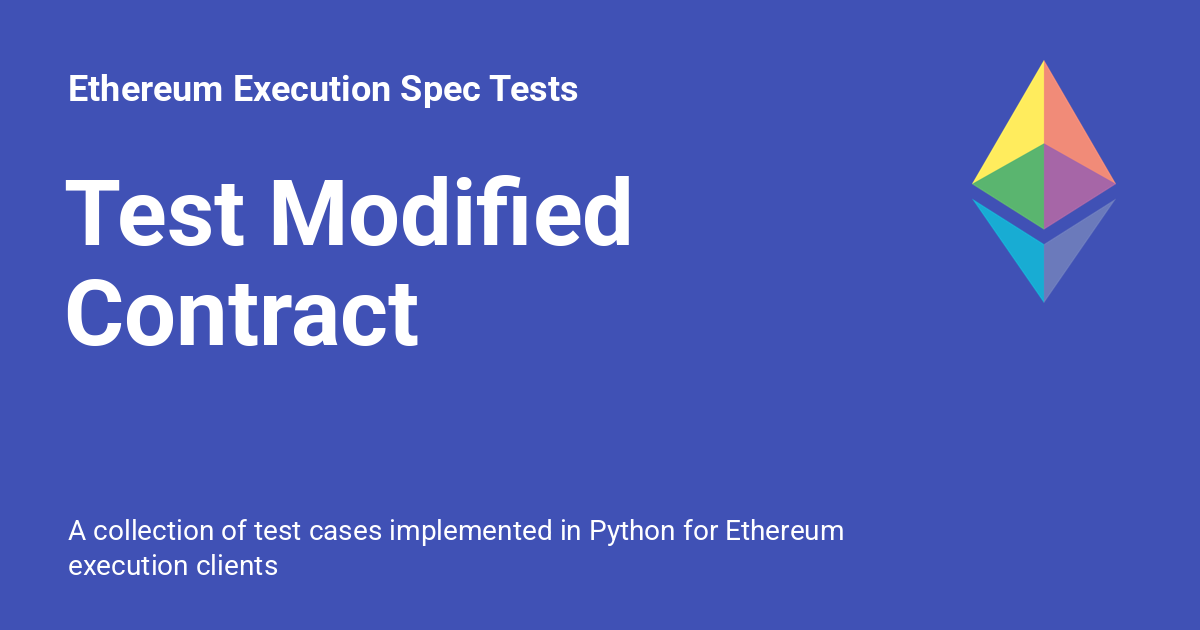 Ethereum Execution Spec Tests
Test Modified
Contract
A collection of test cases implemented in Python for Ethereum
execution clients